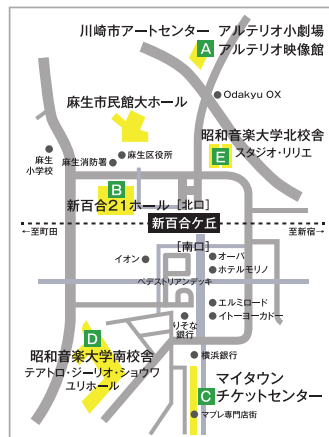 川崎市アートセンター アルテリオ小劇場
A アルテリオ映像館
Odakyu OX
麻生市民館大ホール
昭和音楽大学北校舎
E スタジオ・リリエ
麻生
小学校
麻生消防署
麻生区役所
B
新百合21ホール
[北口]
新百合ケ丘
←至町田
至新宿→
[南口]
イオン
オーパ
ホテルモリノ
ペデストリアンデッキ
エルミロード
イトーヨーカドー
りそな
銀行
D
昭和音楽大学南校舎
テアトロ・ジーリオ・ショウワ
ユリホール
横浜銀行
マイタウン
C チケットセンター
マプレ専門店街